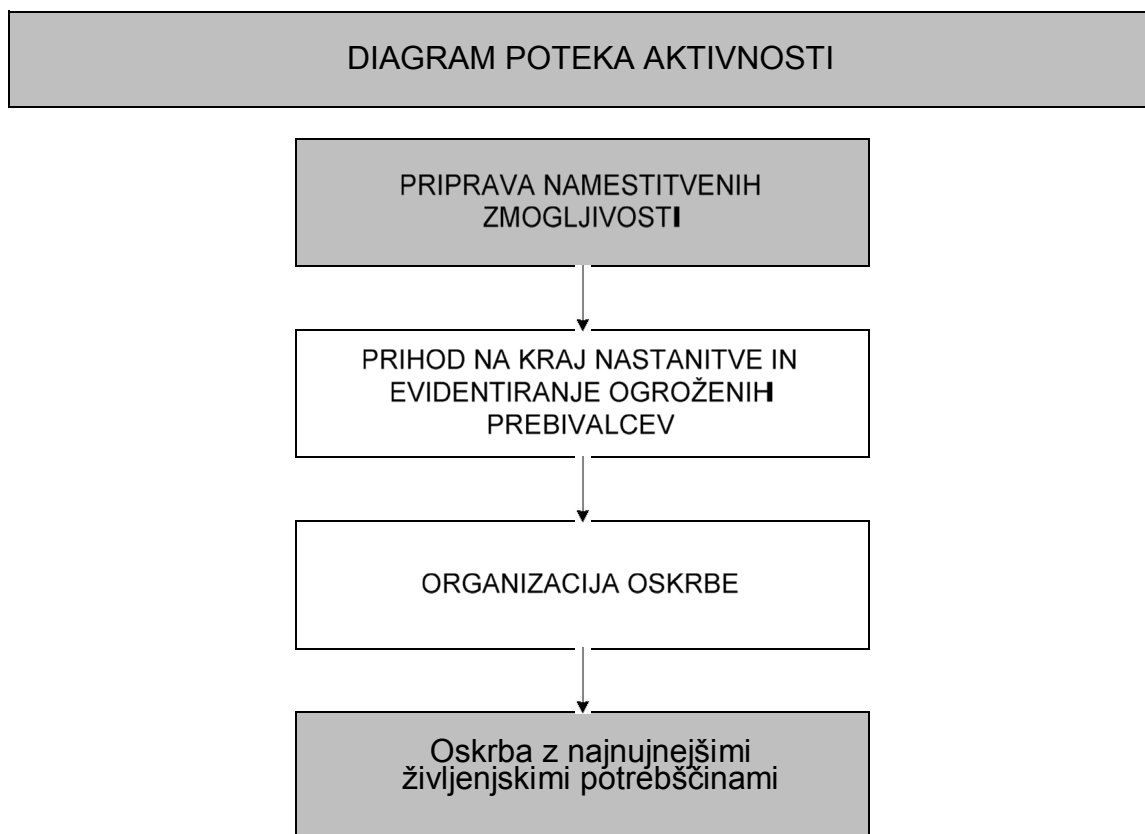 DIAGRAM POTEKA AKTIVNOSTI
PRIPRAVA NAMESTITVENIH
ZMOGLJIVOSTI
PRIHOD NA KRAJ NASTANITVE IN
EVIDENTIRANJE OGROŽENIH
PREBIVALCEV
ORGANIZACIJA OSKRBE
Oskrba z najnujnejšimi
življenjskimi potrebščinami